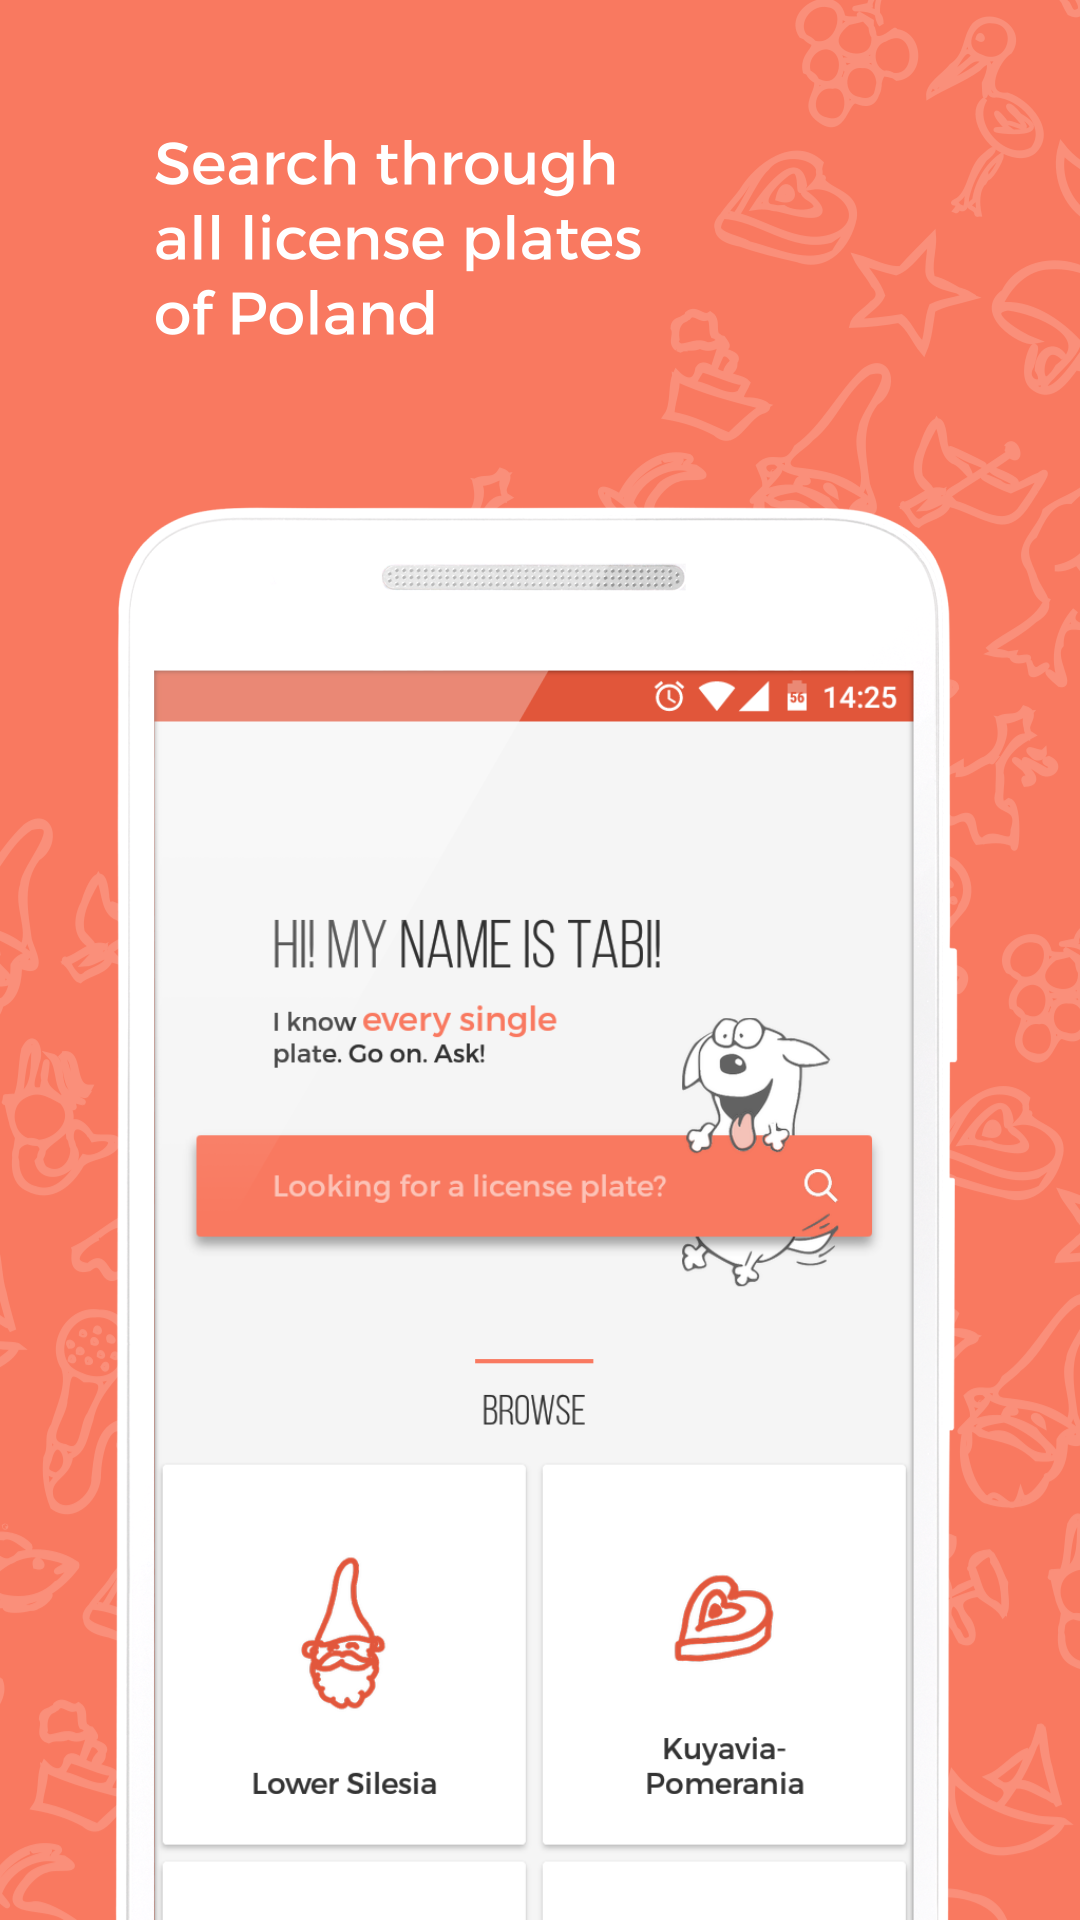 Search through
all license plates
of Poland
56
14:25
HI! MY NAME IS TABI!
I know every single
plate. Go on. Ask!
Looking for a license plate?
BROWSE
Lower Silesia
Kuyavia-
Pomerania